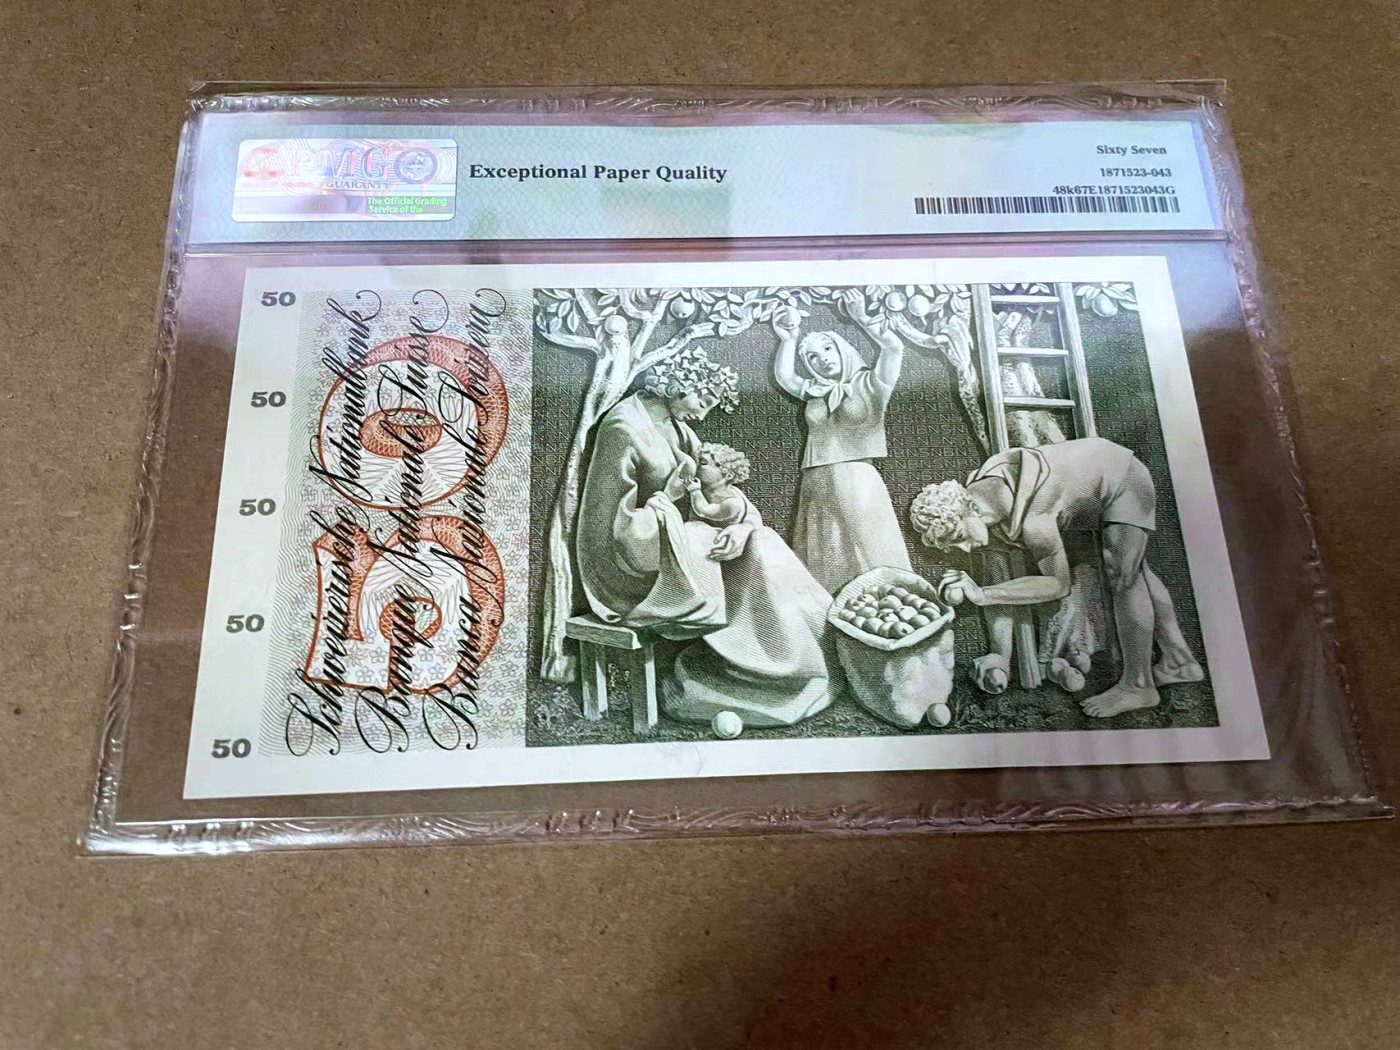 PMG
GUARANTY
The Official Grading
Service of the
Exceptional Paper Quality
Sixty Seven
1871523-043
48k67E1871523043G
50
50
50
50
50
50
Schweizerische Nationalbank
Banque Nationale Suisse
Banca Nazionale Svizzera